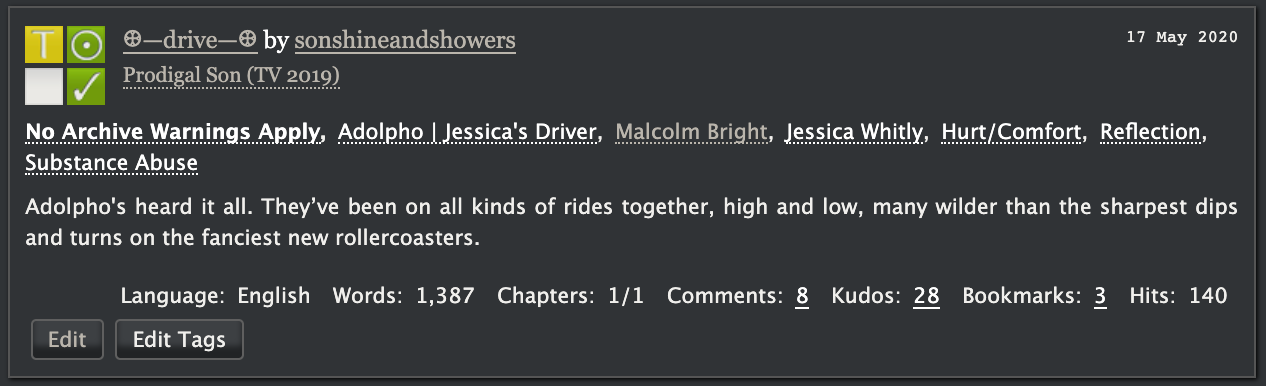 T ⊕—drive—⊕ by sonshineandshowers 17 May 2020
Prodigal Son (TV 2019)
No Archive Warnings Apply, Adolpho | Jessica's Driver, Malcolm Bright, Jessica Whitly, Hurt/Comfort, Reflection,
Substance Abuse
Adolpho's heard it all. They’ve been on all kinds of rides together, high and low, many wilder than the sharpest dips
and turns on the fanciest new rollercoasters.
Language: English Words: 1,387 Chapters: 1/1 Comments: 8 Kudos: 28 Bookmarks: 3 Hits: 140
Edit Edit Tags